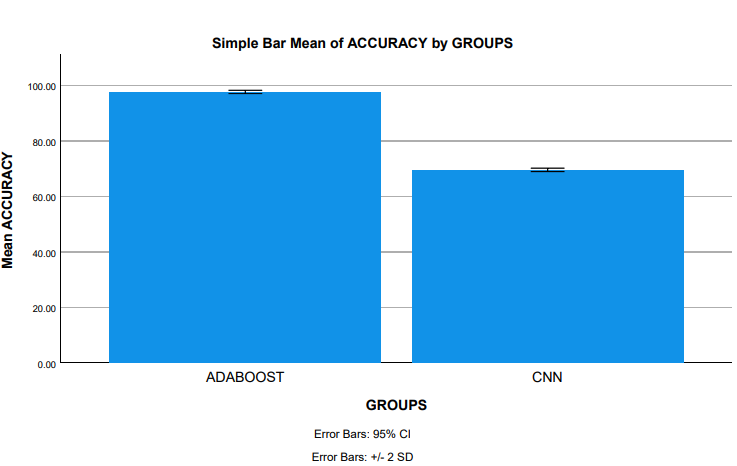 Simple Bar Mean of ACCURACY by GROUPS
Mean ACCURACY
100.00
80.00
60.00
40.00
20.00
0.00
ADABOOST CNN
GROUPS
Error Bars: 95% CI
Error Bars: +/- 2 SD